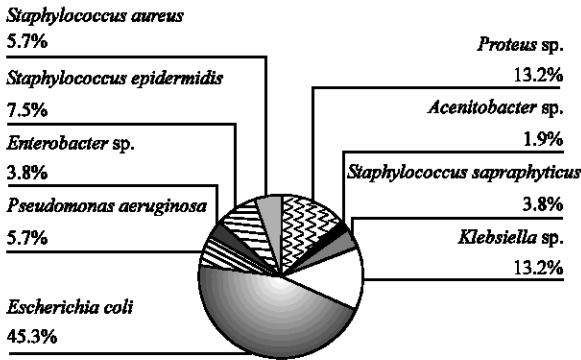 Staphylococcus aureus
5.7%
Staphylococcus epidermidis
7.5%
Enterobacter sp.
3.8%
Pseudomonas aeruginosa
5.7%
Escherichia coli
45.3%
Proteus sp.
13.2%
Acenitobacter sp.
1.9%
Staphylococcus sapraphyticus
3.8%
Klebsiella sp.
13.2%